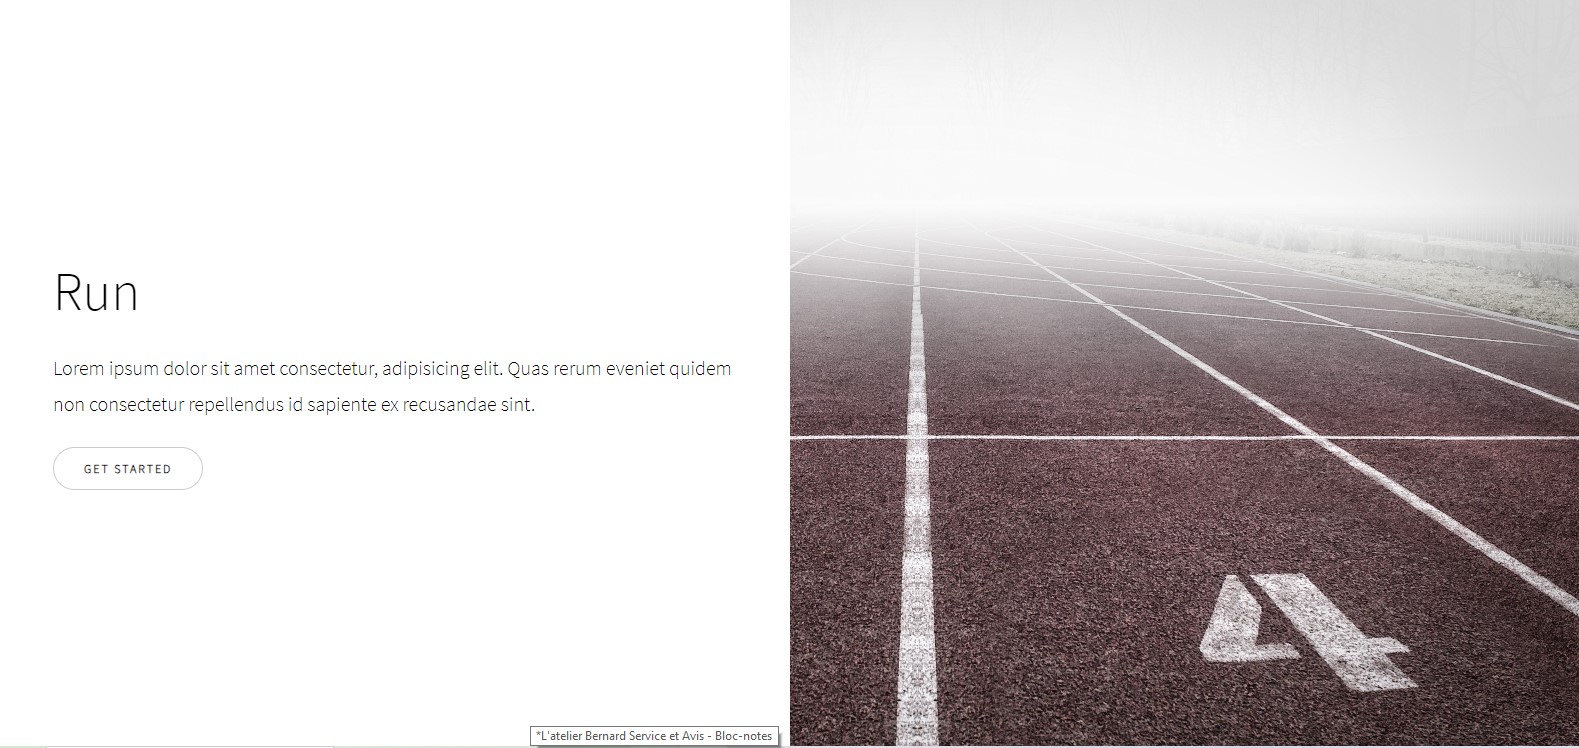 Run
Lorem ipsum dolor sit amet consectetur, adipisicing elit. Quas rerum eveniet quidem
non consectetur repellendus id sapiente ex recusandae sint.
GET STARTED
4
*L'atelier Bernard Service et Avis - Bloc-notes